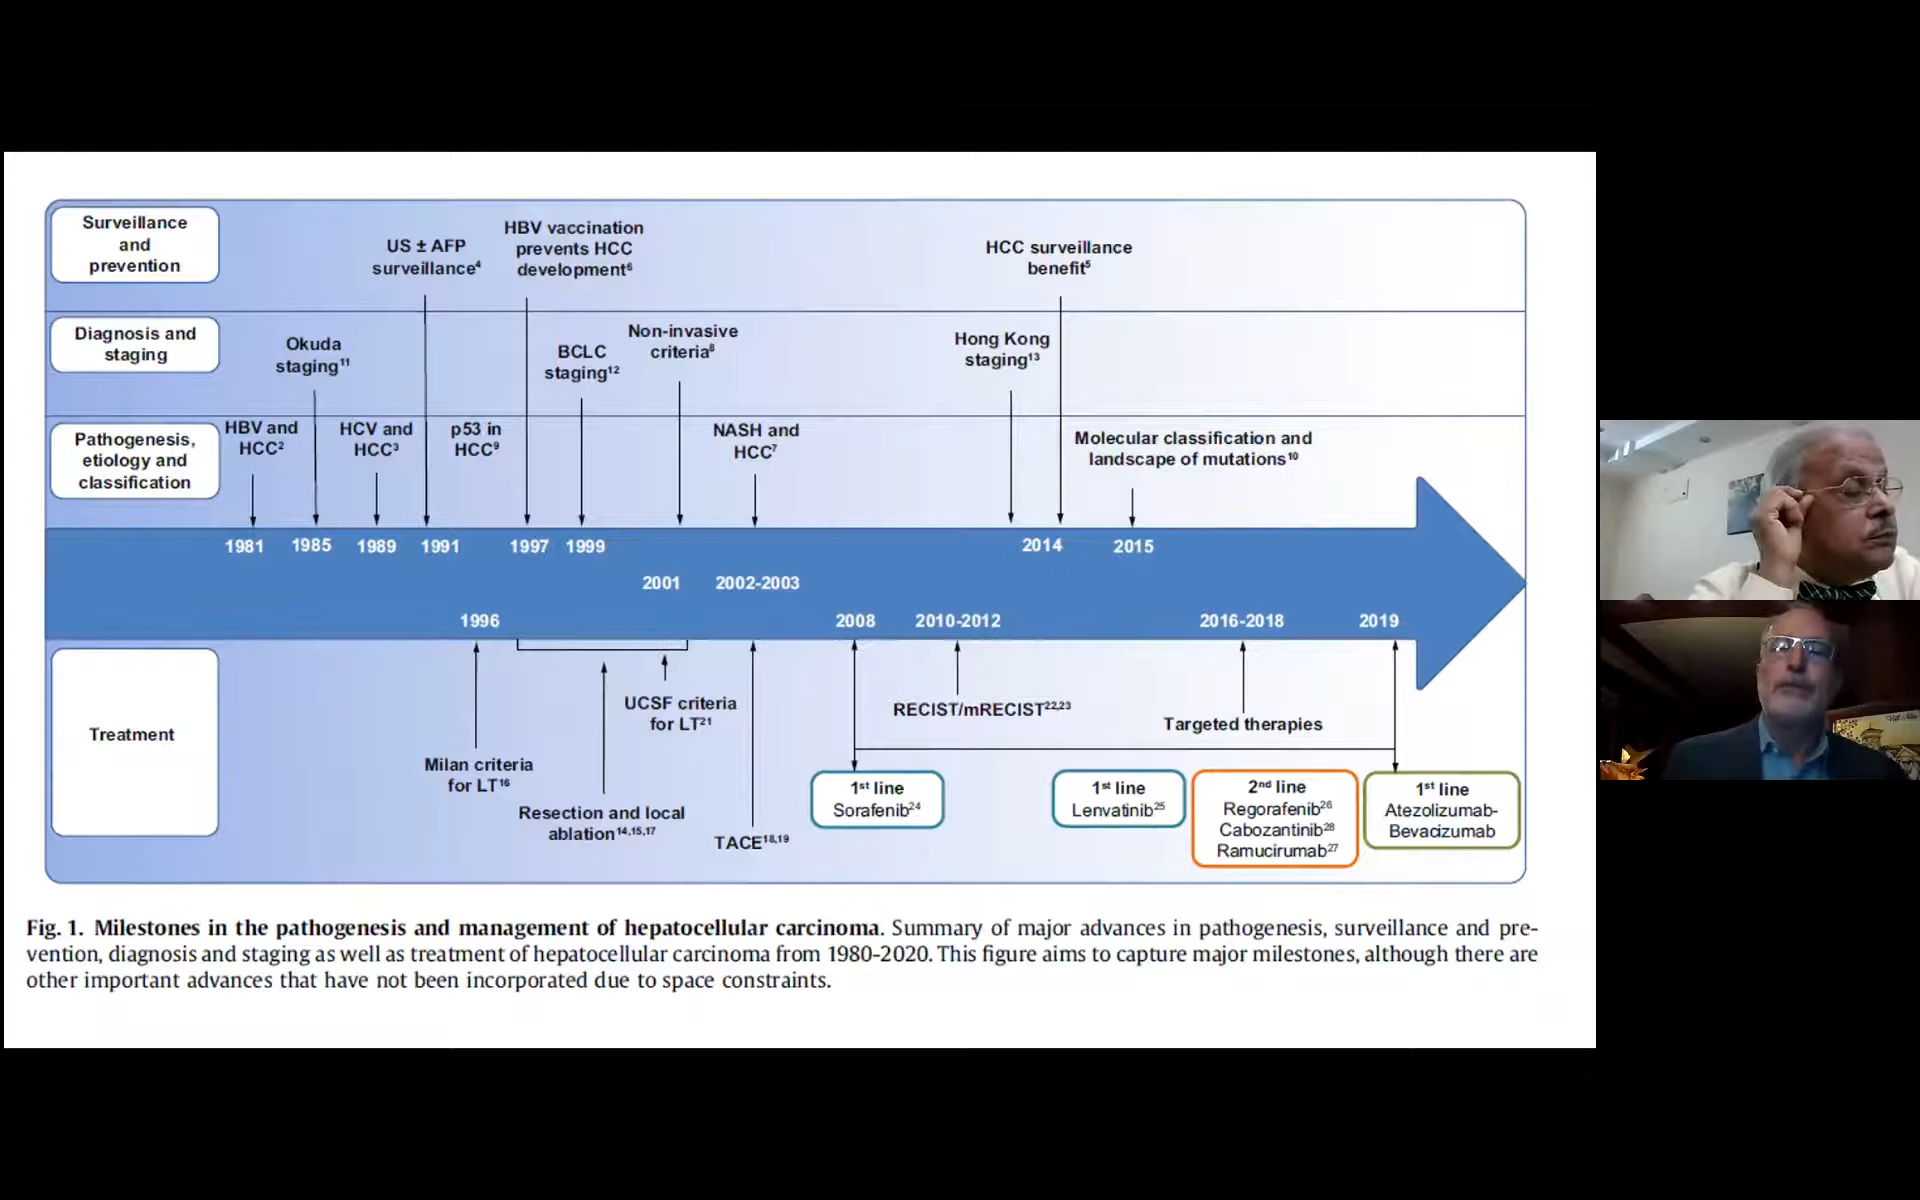 Surveillance
and
prevention
US ± AFP
surveillance⁴
HBV vaccination
prevents HCC
development⁶
HCC surveillance
benefit⁵
Diagnosis and
staging
Okuda
staging¹¹
BCLC
staging¹²
Non-invasive
criteria⁸
Hong Kong
staging¹³
Pathogenesis,
etiology and
classification
HBV and
HCC²
HCV and
HCC³
p53 in
HCC⁹
NASH and
HCC⁷
Molecular classification and
landscape of mutations¹⁰
1981 1985 1989 1991 1997 1999 2014 2015
2001 2002-2003
1996 2008 2010-2012 2016-2018 2019
Treatment
Milan criteria
for LT¹⁶
Resection and local
ablation¹⁴,¹⁵,¹⁷
UCSF criteria
for LT²¹
TACE¹⁸,¹⁹
RECIST/mRECIST²²,²³
Targeted therapies
1st line
Sorafenib²⁴
1st line
Lenvatinib²⁵
2nd line
Regorafenib²⁶
Cabozantinib²⁸
Ramucirumab²⁷
1st line
Atezolizumab-
Bevacizumab
Fig. 1. Milestones in the pathogenesis and management of hepatocellular carcinoma. Summary of major advances in pathogenesis, surveillance and pre-
vention, diagnosis and staging as well as treatment of hepatocellular carcinoma from 1980-2020. This figure aims to capture major milestones, although there are
other important advances that have not been incorporated due to space constraints.